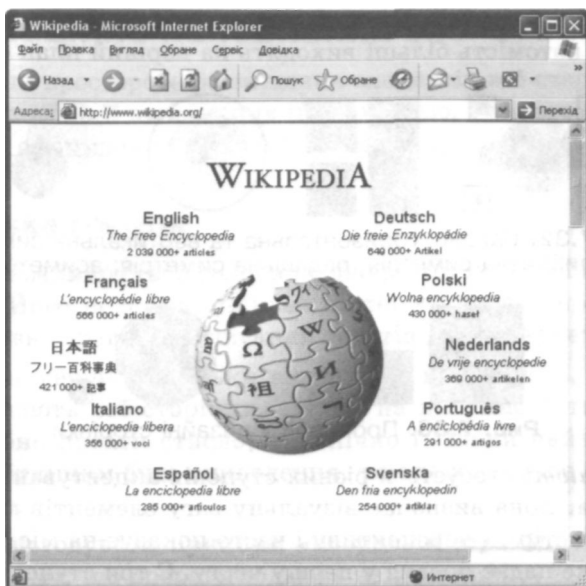 Wikipedia - Microsoft Internet Explorer
Файл Правка Вигляд Обране Сервіс Довідка
Назад Пошук Обране
Адреса: http://www.wikipedia.org/ Перехід
WIKIPEDIA
English
The Free Encyclopedia
2 039 000+ articles
Deutsch
Die freie Enzyklopädie
649 000+ Artikel
Français
L'encyclopédie libre
566 000+ articles
Polski
Wolna encyklopedia
430 000+ haseł
日本語
フリー百科事典
421 000+ 記事
Nederlands
De vrije encyclopedie
369 000+ artikelen
Italiano
L'enciclopedia libera
356 000+ voci
Português
A enciclopédia livre
291 000+ artigos
Español
La enciclopedia libre
285 000+ artículos
Svenska
Den fria encyklopedin
254 000+ artiklar
Ω W 祖 И
Интернет